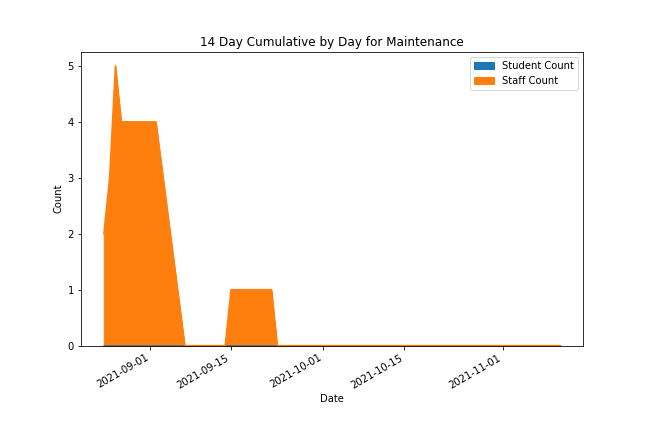 14 Day Cumulative by Day for Maintenance
Student Count
Staff Count
5
4
3
2
1
0
Count
2021-09-01
2021-09-15
2021-10-01
2021-10-15
2021-11-01
Date